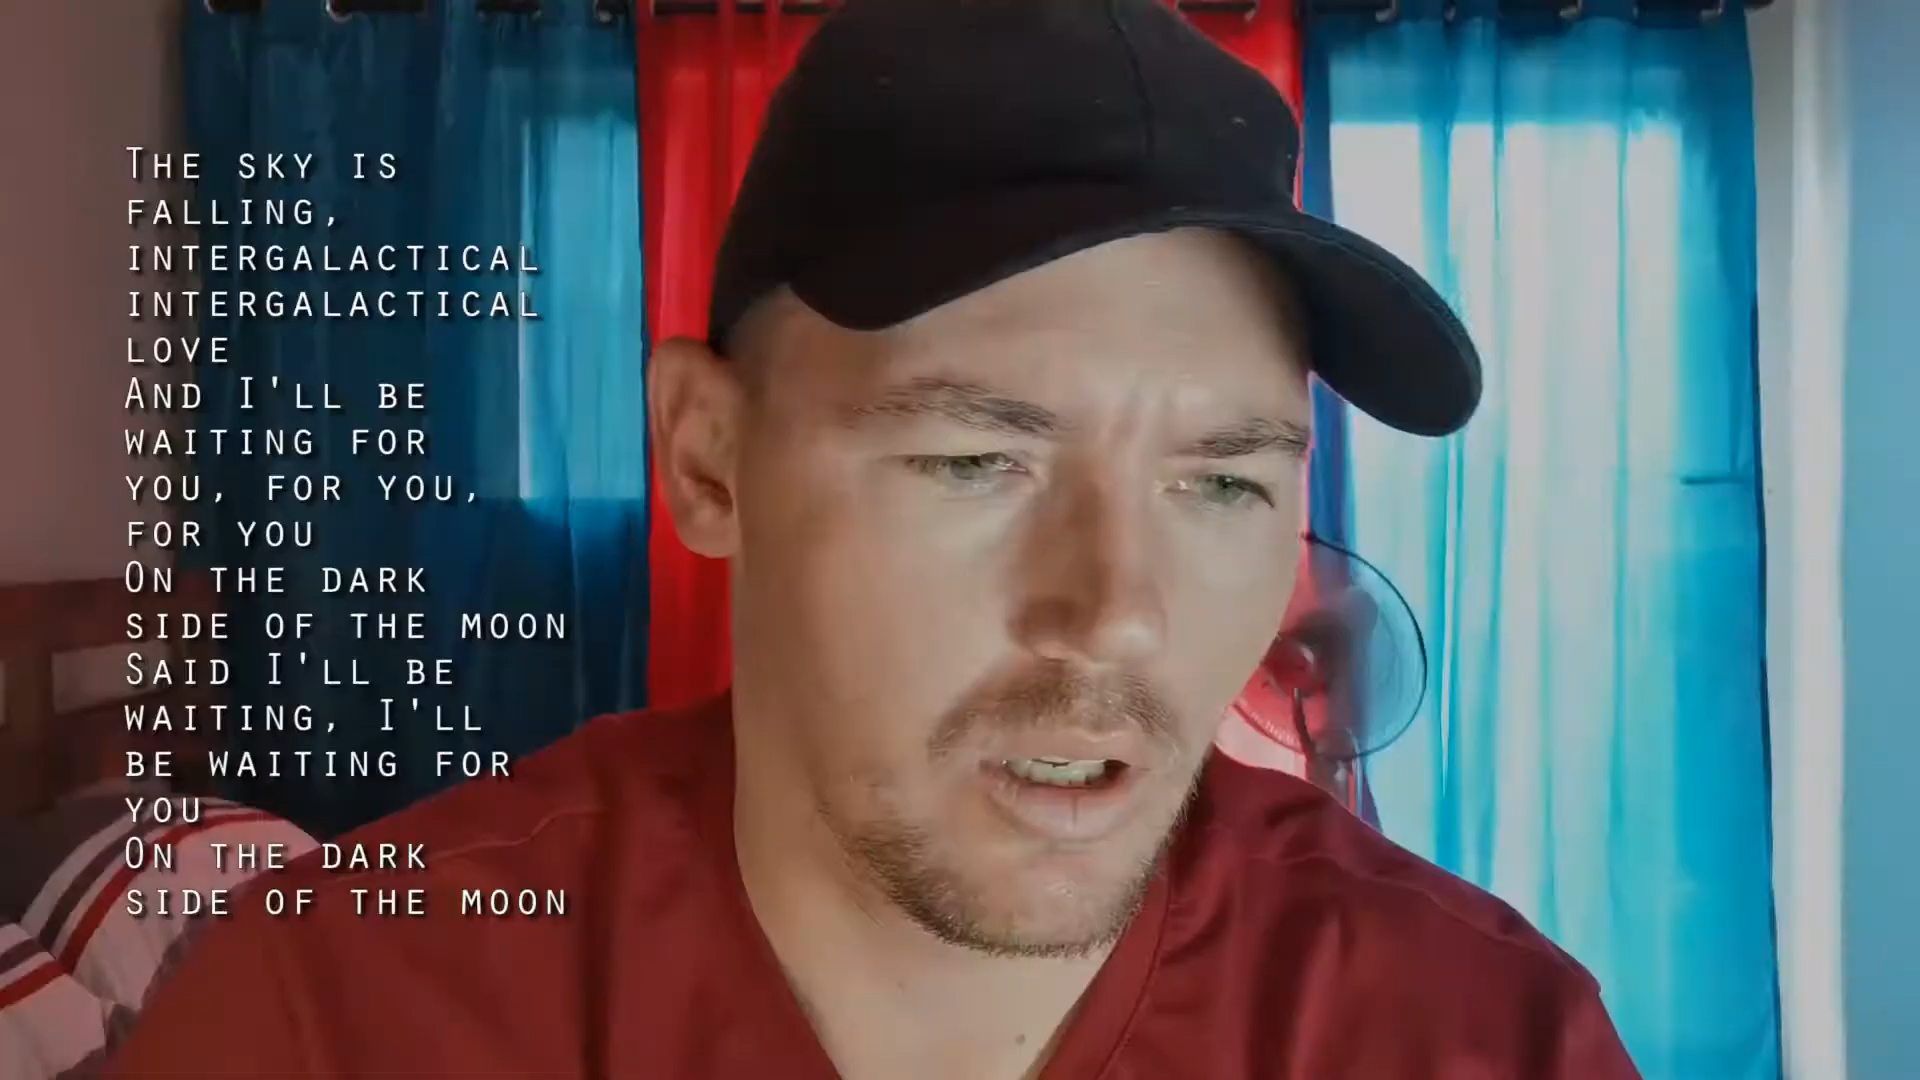 The sky is
falling,
intergalactical
intergalactical
love
And I'll be
waiting for
you, for you,
for you
On the dark
side of the moon
Said I'll be
waiting, I'll
be waiting for
you
On the dark
side of the moon